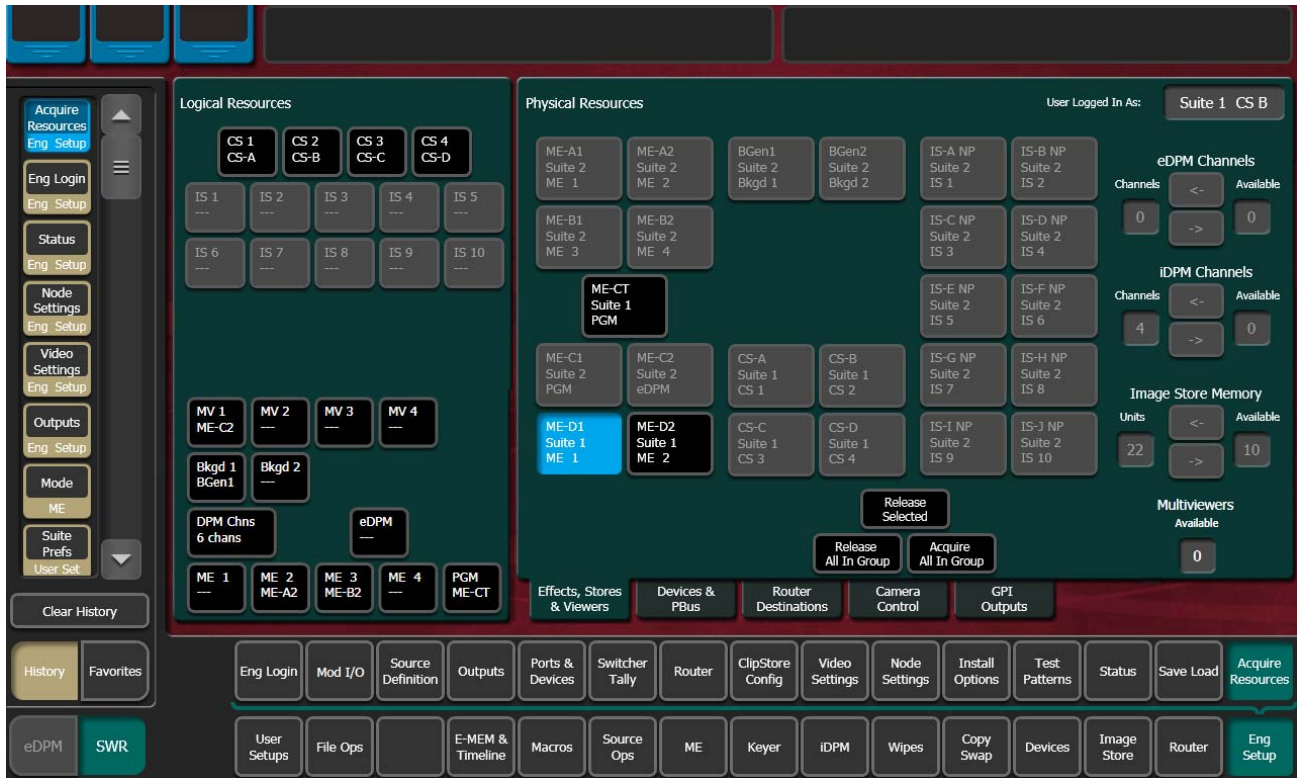 Acquire
Resources
Eng Setup
Eng Login
Eng Setup
Status
Eng Setup
Node
Settings
Eng Setup
Video
Settings
Eng Setup
Outputs
Eng Setup
Mode
ME
Suite
Prefs
User Set
Clear History
History
Favorites
eDPM
SWR
Logical Resources
CS 1
CS-A
CS 2
CS-B
CS 3
CS-C
CS 4
CS-D
IS 1
---
IS 2
---
IS 3
---
IS 4
---
IS 5
---
IS 6
---
IS 7
---
IS 8
---
IS 9
---
IS 10
---
MV 1
ME-C2
MV 2
---
MV 3
---
MV 4
---
Bkgd 1
BGen1
Bkgd 2
---
DPM Chns
6 chans
eDPM
---
ME 1
---
ME 2
ME-A2
ME 3
ME-B2
ME 4
---
PGM
ME-CT
Physical Resources
User Logged In As:
Suite 1 CS B
ME-A1
Suite 2
ME 1
ME-A2
Suite 2
ME 2
BGen1
Suite 2
Bkgd 1
BGen2
Suite 2
Bkgd 2
IS-A NP
Suite 2
IS 1
IS-B NP
Suite 2
IS 2
ME-B1
Suite 2
ME 3
ME-B2
Suite 2
ME 4
IS-C NP
Suite 2
IS 3
IS-D NP
Suite 2
IS 4
ME-CT
Suite 1
PGM
IS-E NP
Suite 2
IS 5
IS-F NP
Suite 2
IS 6
ME-C1
Suite 2
PGM
ME-C2
Suite 2
eDPM
CS-A
Suite 1
CS 1
CS-B
Suite 1
CS 2
IS-G NP
Suite 2
IS 7
IS-H NP
Suite 2
IS 8
ME-D1
Suite 1
ME 1
ME-D2
Suite 1
ME 2
CS-C
Suite 1
CS 3
CS-D
Suite 1
CS 4
IS-I NP
Suite 2
IS 9
IS-J NP
Suite 2
IS 10
eDPM Channels
Channels
<-
Available
0
->
0
iDPM Channels
Channels
<-
Available
4
->
0
Image Store Memory
Units
<-
Available
22
->
10
Multiviewers
Available
0
Release
Selected
Release
All In Group
Acquire
All In Group
Effects, Stores
& Viewers
Devices &
PBus
Router
Destinations
Camera
Control
GPI
Outputs
Eng Login
Mod I/O
Source
Definition
Outputs
Ports &
Devices
Switcher
Tally
Router
ClipStore
Config
Video
Settings
Node
Settings
Install
Options
Test
Patterns
Status
Save Load
Acquire
Resources
User
Setups
File Ops
E-MEM &
Timeline
Macros
Source
Ops
ME
Keyer
iDPM
Wipes
Copy
Swap
Devices
Image
Store
Router
Eng
Setup